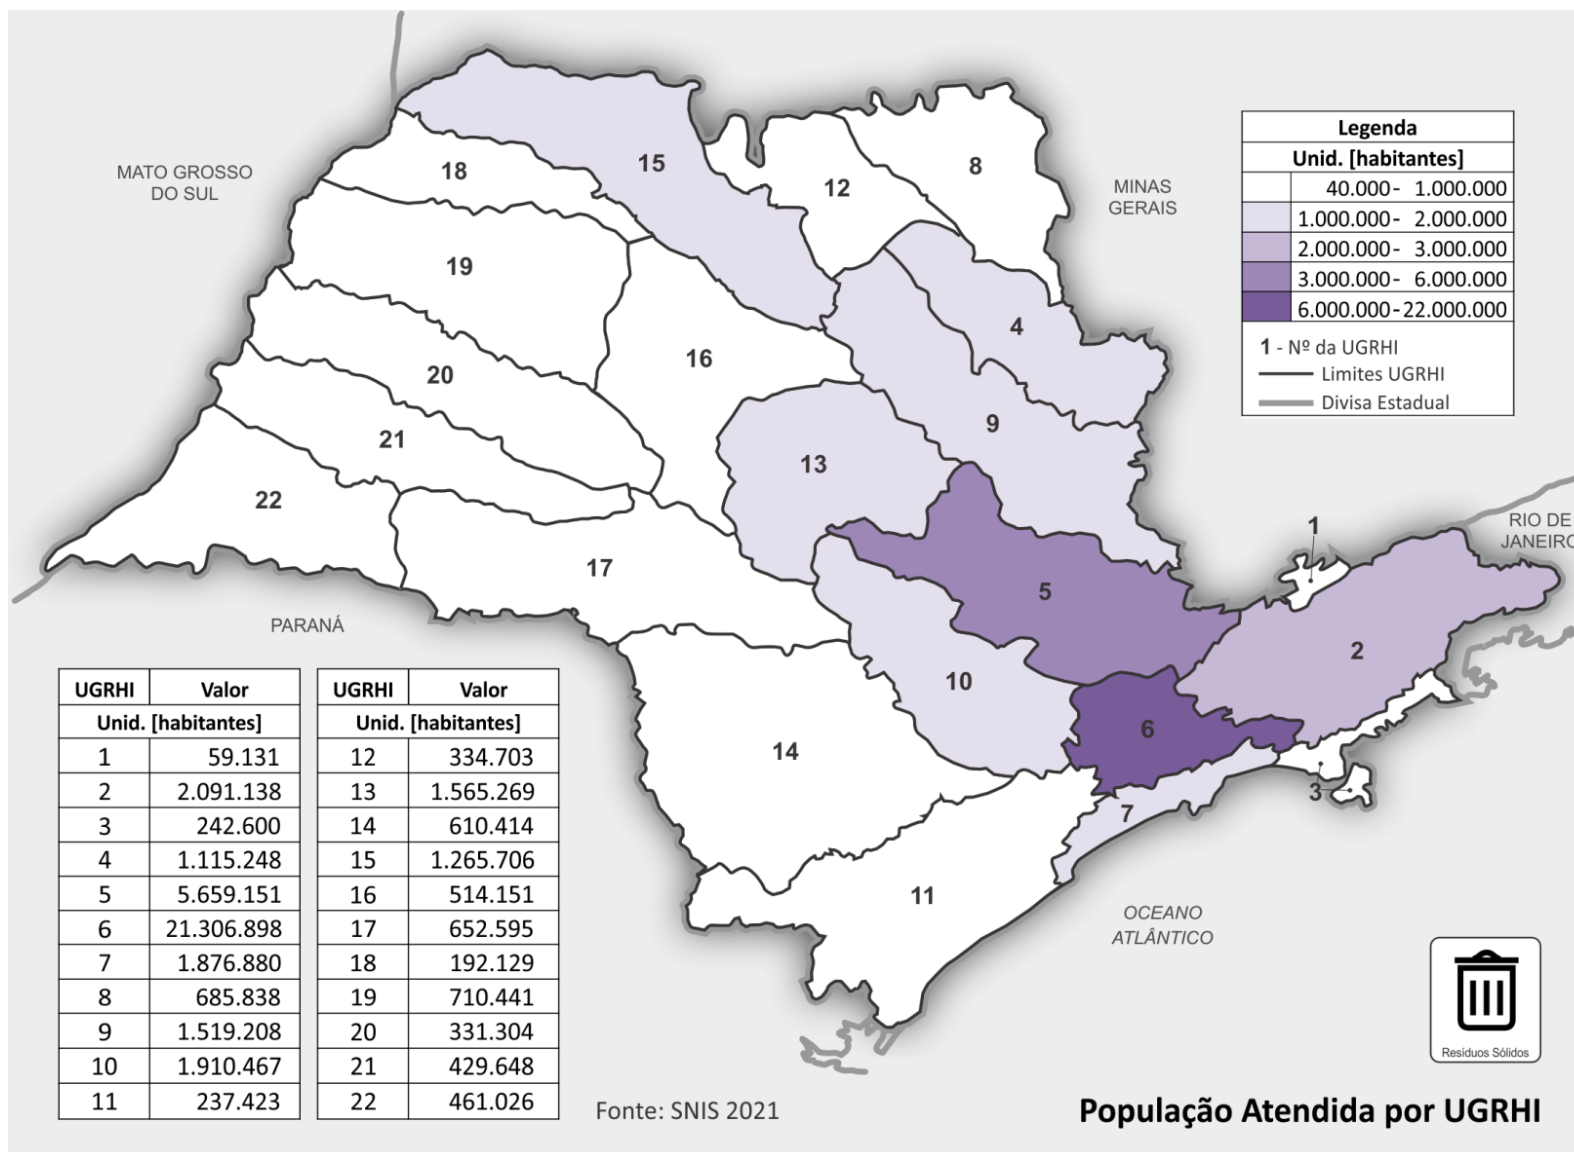 MATO GROSSO
DO SUL
MINAS
GERAIS
RIO DE
JANEIRO
PARANÁ
OCEANO
ATLÂNTICO
15
18
12
8
19
4
16
20
9
21
13
22
1
17
5
2
10
6
14
3
7
11
Legenda
Unid. [habitantes]
40.000- 1.000.000
1.000.000- 2.000.000
2.000.000- 3.000.000
3.000.000- 6.000.000
6.000.000-22.000.000
1 - Nº da UGRHI
Limites UGRHI
Divisa Estadual
UGRHI Valor
Unid. [habitantes]
1 59.131
2 2.091.138
3 242.600
4 1.115.248
5 5.659.151
6 21.306.898
7 1.876.880
8 685.838
9 1.519.208
10 1.910.467
11 237.423
UGRHI Valor
Unid. [habitantes]
12 334.703
13 1.565.269
14 610.414
15 1.265.706
16 514.151
17 652.595
18 192.129
19 710.441
20 331.304
21 429.648
22 461.026
Fonte: SNIS 2021
Resíduos Sólidos
População Atendida por UGRHI